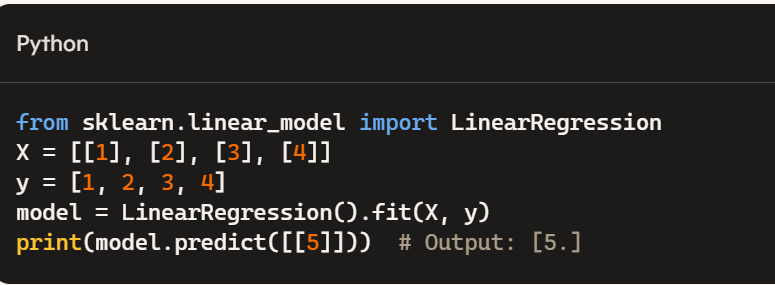 Python
from sklearn.linear_model import LinearRegression
X = [[1], [2], [3], [4]]
y = [1, 2, 3, 4]
model = LinearRegression().fit(X, y)
print(model.predict([[5]]))  # Output: [5.]